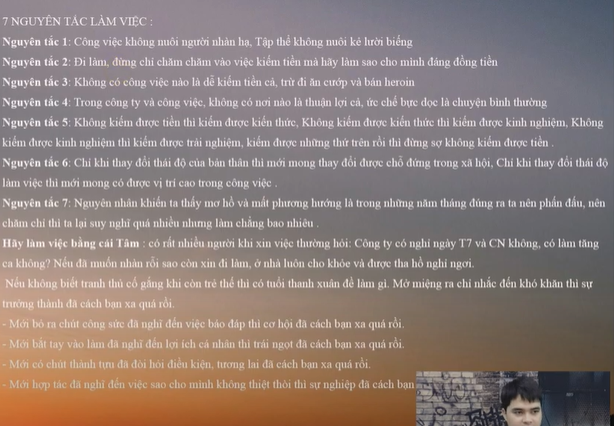 7 NGUYÊN TẮC LÀM VIỆC :
Nguyên tắc 1: Công việc không nuôi người nhàn hạ, Tập thể không nuôi kẻ lười biếng
Nguyên tắc 2: Đi làm, đừng chỉ chăm chăm vào việc kiếm tiền mà hãy làm sao cho mình đáng đồng tiền
Nguyên tắc 3: Không có công việc nào là dễ kiếm tiền cả, trừ đi ăn cướp và bán heroin
Nguyên tắc 4: Trong công ty và công việc, không có nơi nào là thuận lợi cả, ức chế bực dọc là chuyện bình thường
Nguyên tắc 5: Không kiếm được tiền thì kiếm được kiến thức, Không kiếm được kiến thức thì kiếm được kinh nghiệm, Không
kiếm được kinh nghiệm thì kiếm được trải nghiệm, kiếm được những thứ trên rồi thì đừng sợ không kiếm được tiền .
Nguyên tắc 6: Chỉ khi thay đổi thái độ của bản thân thì mới mong thay đổi được chỗ đứng trong xã hội, Chỉ khi thay đổi thái độ
làm việc thì mới mong có được vị trí cao trong công việc .
Nguyên tắc 7: Nguyên nhân khiến ta thấy mơ hồ và mất phương hướng là trong những năm tháng đúng ra ta nên phấn đấu, nên
chăm chỉ thì ta lại suy nghĩ quá nhiều nhưng làm chẳng bao nhiêu .
Hãy làm việc bằng cái Tâm : có rất nhiều người khi xin việc thường hỏi: Công ty có nghỉ ngày T7 và CN không, có làm tăng
ca không? Nếu đã muốn nhàn rỗi sao còn xin đi làm, ở nhà luôn cho khỏe và được tha hồ nghỉ ngơi.
Nếu không biết tranh thủ cố gắng khi còn trẻ thế thì có tuổi thanh xuân để làm gì. Mở miệng ra chỉ nhắc đến khó khăn thì sự
trưởng thành đã cách bạn xa quá rồi.
- Mới bỏ ra chút công sức đã nghĩ đến việc báo đáp thì cơ hội đã cách bạn xa quá rồi.
- Mới bắt tay vào làm đã nghĩ đến lợi ích cá nhân thì trái ngọt đã cách bạn xa quá rồi.
- Mới có chút thành tựu đã đòi hỏi điều kiện, tương lai đã cách bạn xa quá rồi.
- Mới hợp tác đã nghĩ đến việc sao cho mình không thiệt thòi thì sự nghiệp đã cách bạn